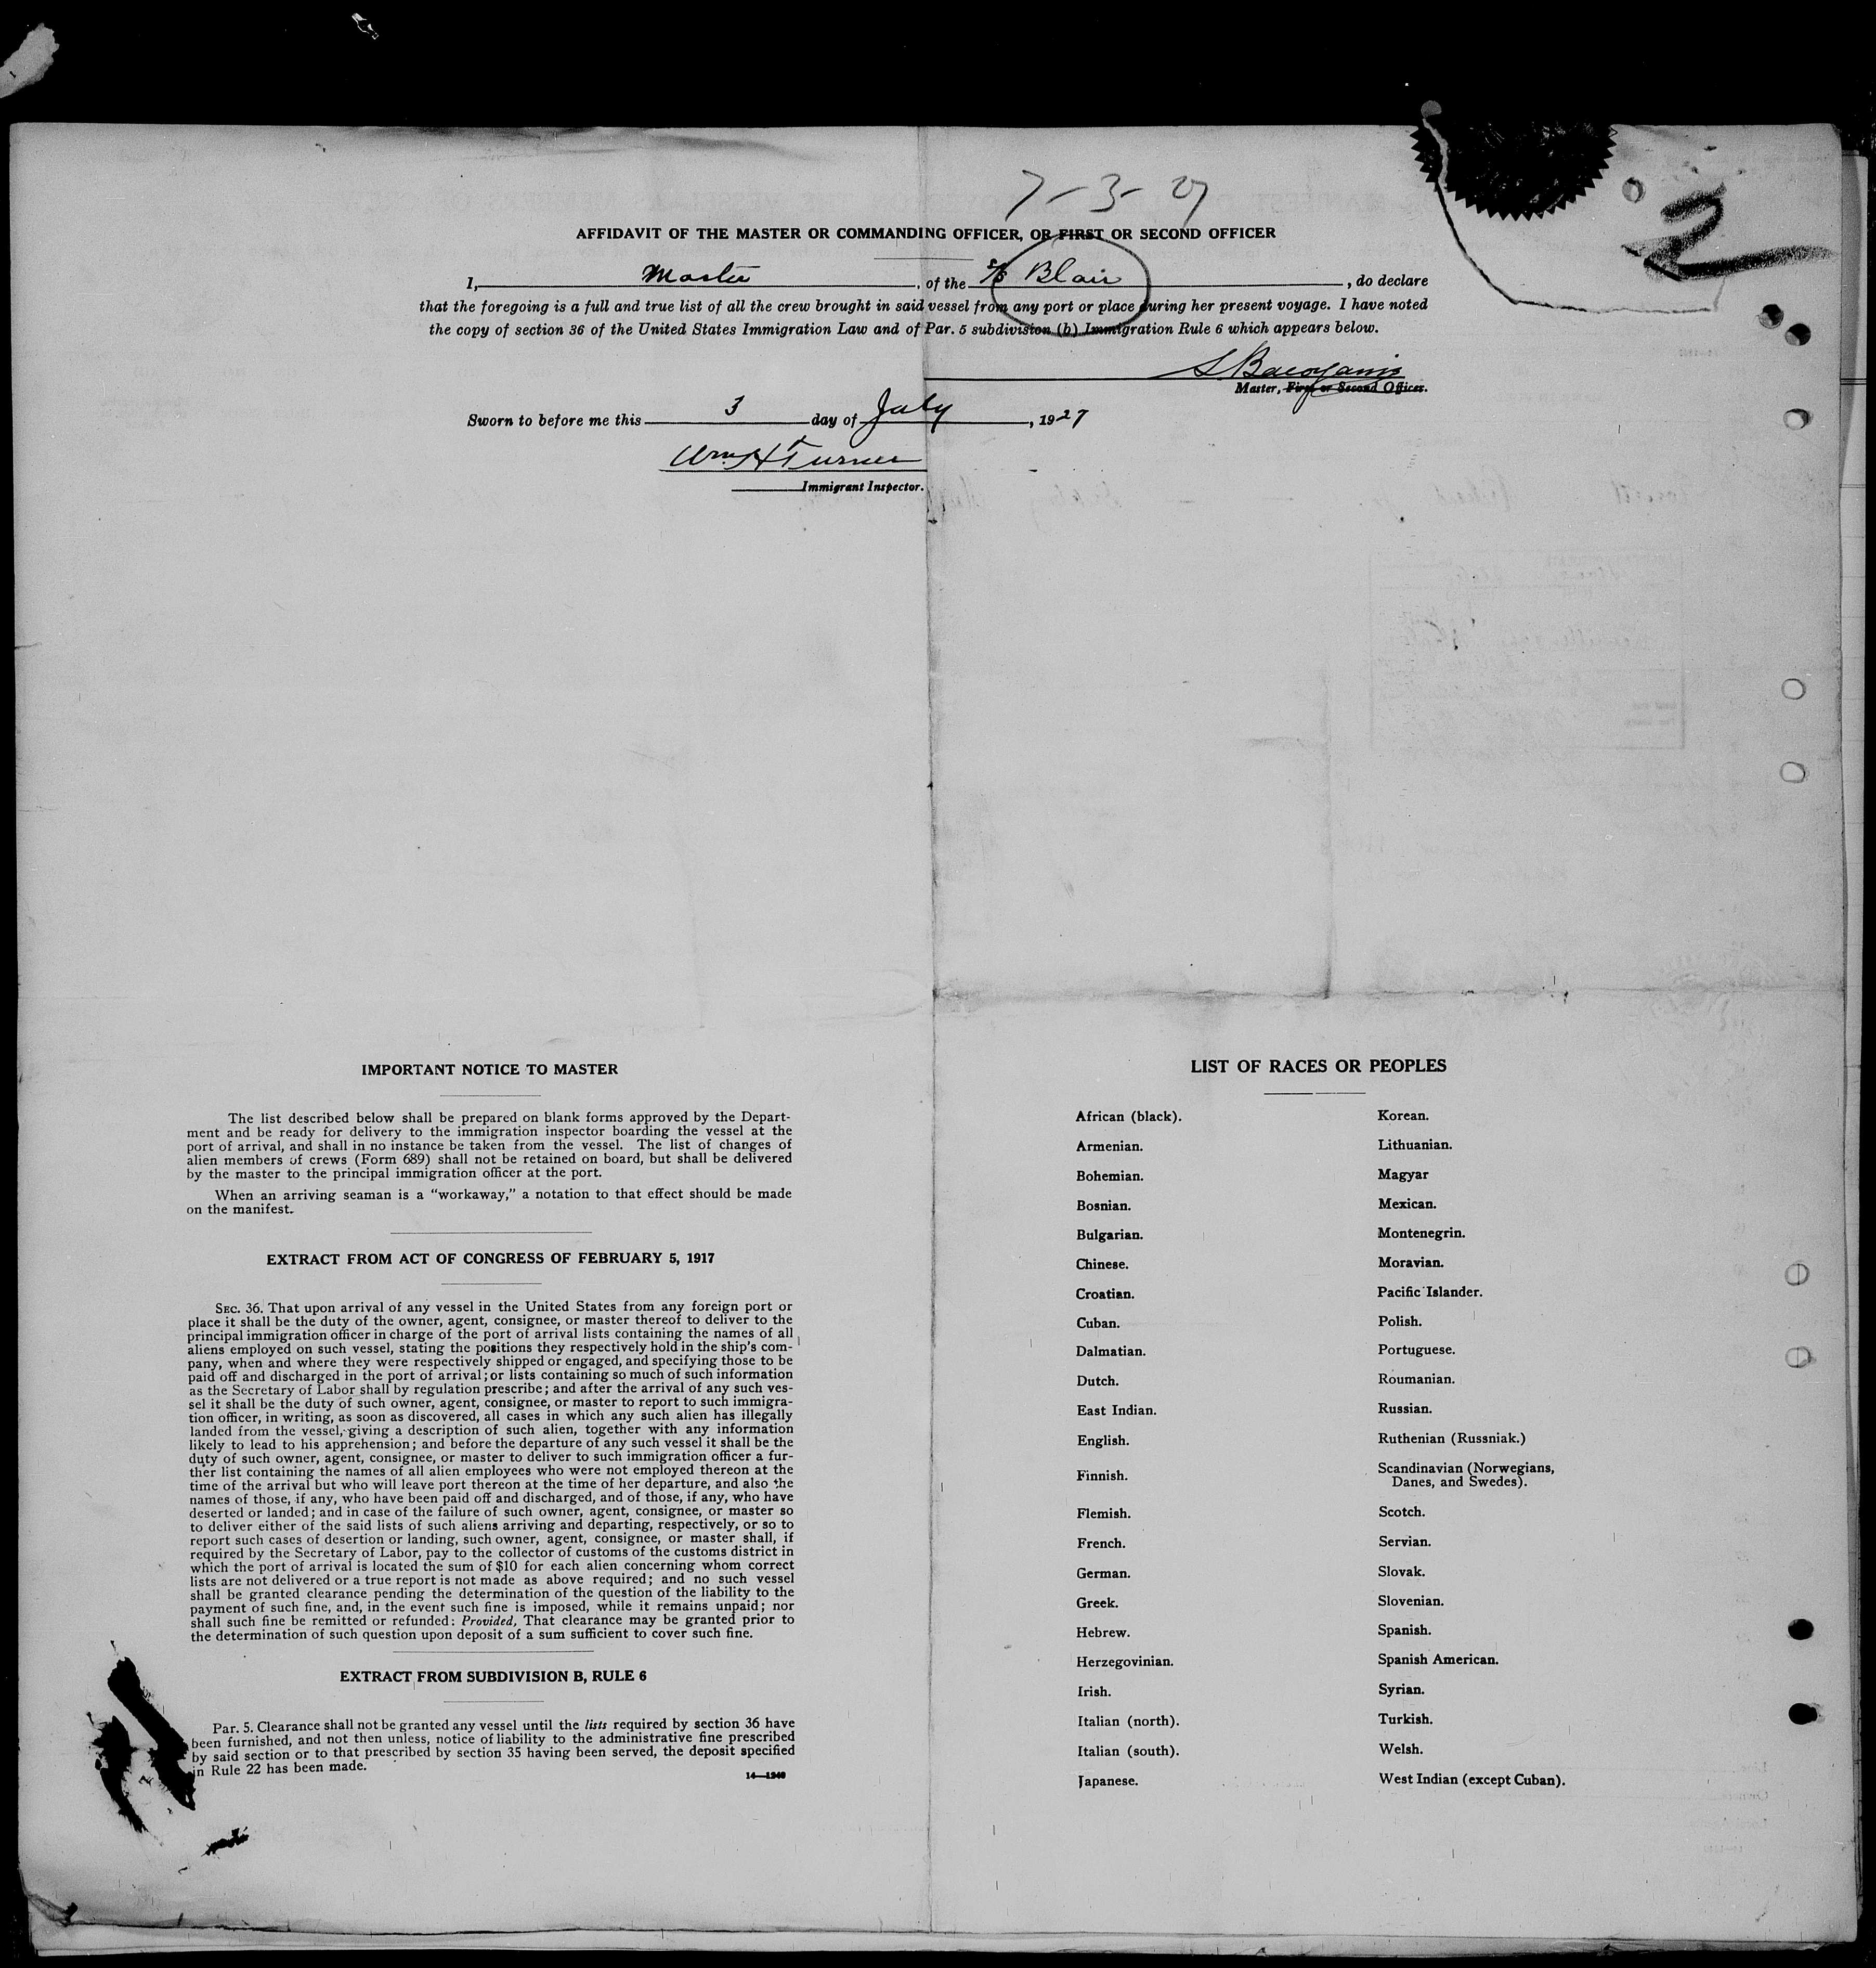 7-3-27
2
AFFIDAVIT OF THE MASTER OR COMMANDING OFFICER, OR FIRST OR SECOND OFFICER
I, Master, of the S/S Blair, do declare
that the foregoing is a full and true list of all the crew brought in said vessel from any port or place during her present voyage. I have noted
the copy of section 36 of the United States Immigration Law and of Par. 5 subdivision (b) Immigration Rule 6 which appears below.
Master, First or Second Officer.
Sworn to before me this 3 day of July, 1927
Wm H Turner
Immigrant Inspector.
IMPORTANT NOTICE TO MASTER
The list described below shall be prepared on blank forms approved by the Depart-
ment and be ready for delivery to the immigration inspector boarding the vessel at the
port of arrival, and shall in no instance be taken from the vessel. The list of changes of
alien members of crews (Form 689) shall not be retained on board, but shall be delivered
by the master to the principal immigration officer at the port.
When an arriving seaman is a "workaway," a notation to that effect should be made
on the manifest.
EXTRACT FROM ACT OF CONGRESS OF FEBRUARY 5, 1917
SEC. 36. That upon arrival of any vessel in the United States from any foreign port or
place it shall be the duty of the owner, agent, consignee, or master thereof to deliver to the
principal immigration officer in charge of the port of arrival lists containing the names of all
aliens employed on such vessel, stating the positions they respectively hold in the ship's com-
pany, when and where they were respectively shipped or engaged, and specifying those to be
paid off and discharged in the port of arrival; or lists containing so much of such information
as the Secretary of Labor shall by regulation prescribe; and after the arrival of any such ves-
sel it shall be the duty of such owner, agent, consignee, or master to report to such immigra-
tion officer, in writing, as soon as discovered, all cases in which any such alien has illegally
landed from the vessel, giving a description of such alien, together with any information
likely to lead to his apprehension; and before the departure of any such vessel it shall be the
duty of such owner, agent, consignee, or master to deliver to such immigration officer a fur-
ther list containing the names of all alien employees who were not employed thereon at the
time of the arrival but who will leave port thereon at the time of her departure, and also the
names of those, if any, who have been paid off and discharged, and of those, if any, who have
deserted or landed; and in case of the failure of such owner, agent, consignee, or master so
to deliver either of the said lists of such aliens arriving and departing, respectively, or so to
report such cases of desertion or landing, such owner, agent, consignee, or master shall, if
required by the Secretary of Labor, pay to the collector of customs of the customs district in
which the port of arrival is located the sum of $10 for each alien concerning whom correct
lists are not delivered or a true report is not made as above required; and no such vessel
shall be granted clearance pending the determination of the question of the liability to the
payment of such fine, and, in the event such fine is imposed, while it remains unpaid; nor
shall such fine be remitted or refunded: Provided, That clearance may be granted prior to
the determination of such question upon deposit of a sum sufficient to cover such fine.
EXTRACT FROM SUBDIVISION B, RULE 6
Par. 5. Clearance shall not be granted any vessel until the lists required by section 36 have
been furnished, and not then unless, notice of liability to the administrative fine prescribed
by said section or to that prescribed by section 35 having been served, the deposit specified
in Rule 22 has been made.
14—1240
LIST OF RACES OR PEOPLES
African (black).
Armenian.
Bohemian.
Bosnian.
Bulgarian.
Chinese.
Croatian.
Cuban.
Dalmatian.
Dutch.
East Indian.
English.
Finnish.
Flemish.
French.
German.
Greek.
Hebrew.
Herzegovinian.
Irish.
Italian (north).
Italian (south).
Japanese.
Korean.
Lithuanian.
Magyar
Mexican.
Montenegrin.
Moravian.
Pacific Islander.
Polish.
Portuguese.
Roumanian.
Russian.
Ruthenian (Russniak.)
Scandinavian (Norwegians,
Danes, and Swedes).
Scotch.
Servian.
Slovak.
Slovenian.
Spanish.
Spanish American.
Syrian.
Turkish.
Welsh.
West Indian (except Cuban).